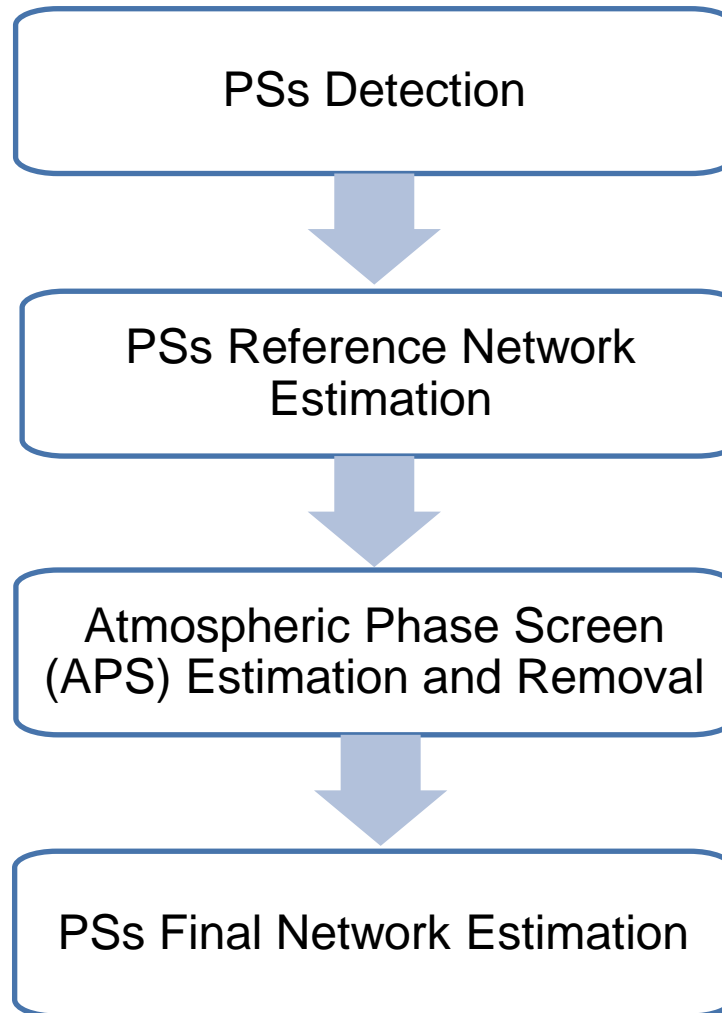 PSs Detection
PSs Reference Network
Estimation
Atmospheric Phase Screen
(APS) Estimation and Removal
PSs Final Network Estimation